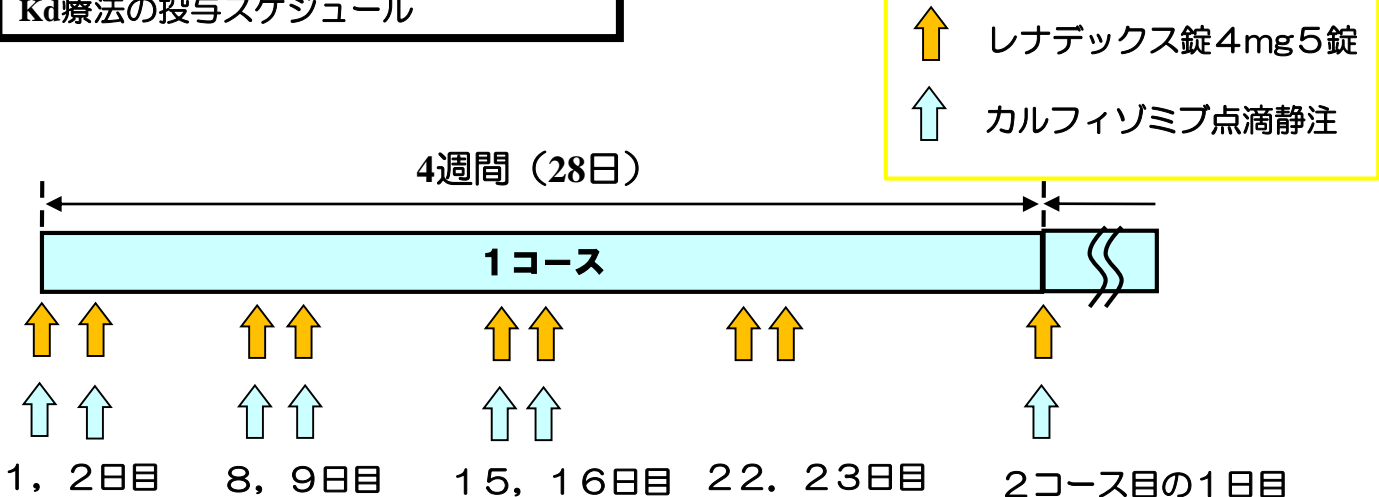 Kd療法の投与スケジュール
レナデックス錠４mg５錠
カルフィゾミブ点滴静注
4週間（28日）
１コース
１，２日目
８，９日目
１５，１６日目
２２．２３日目
２コース目の１日目